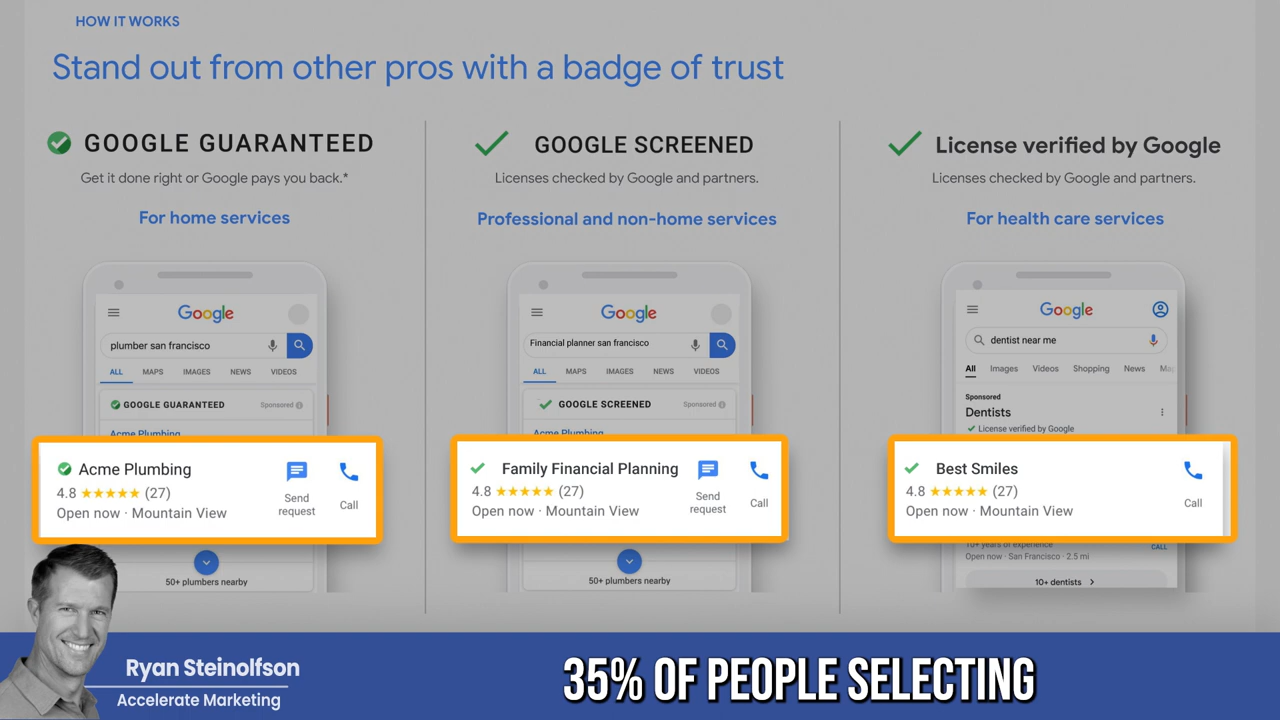 HOW IT WORKS
Stand out from other pros with a badge of trust
GOOGLE GUARANTEED
Get it done right or Google pays you back.*
For home services
Google
plumber san francisco
ALL MAPS IMAGES NEWS VIDEOS
GOOGLE GUARANTEED Sponsored
Acme Plumbing
Acme Plumbing
4.8 ★★★★★ (27)
Open now · Mountain View
Send
request
Call
50+ plumbers nearby
GOOGLE SCREENED
Licenses checked by Google and partners.
Professional and non-home services
Google
Financial planner san francisco
ALL MAPS IMAGES NEWS VIDEOS
GOOGLE SCREENED Sponsored
Acme Plumbing
Family Financial Planning
4.8 ★★★★★ (27)
Open now · Mountain View
Send
request
Call
50+ plumbers nearby
License verified by Google
Licenses checked by Google and partners.
For health care services
Google
dentist near me
All Images Videos Shopping News
Sponsored
Dentists
License verified by Google
Best Smiles
4.8 ★★★★★ (27)
Open now · Mountain View
Call
10+ years of experience
CALL
Open now · San Francisco · 2.5 mi
10+ dentists
Ryan Steinolfson
Accelerate Marketing
35% OF PEOPLE SELECTING